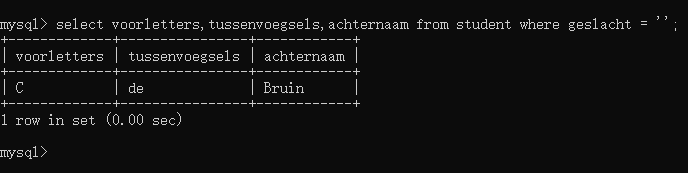 mysql> select voorletters,tussenvoegsels,achternaam from student where geslacht = '';
+-------------+----------------+------------+
| voorletters | tussenvoegsels | achternaam |
+-------------+----------------+------------+
| C           | de             | Bruin      |
+-------------+----------------+------------+
1 row in set (0.00 sec)
mysql>